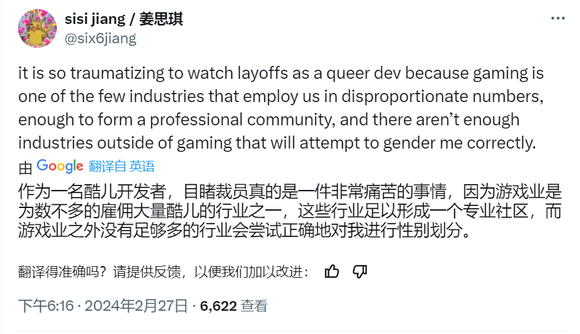 sisi jiang / 姜思琪
@six6jiang
it is so traumatizing to watch layoffs as a queer dev because gaming is
one of the few industries that employ us in disproportionate numbers,
enough to form a professional community, and there aren’t enough
industries outside of gaming that will attempt to gender me correctly.
由 Google 翻译自 英语
作为一名酷儿开发者，目睹裁员真的是一件非常痛苦的事情，因为游戏业是
为数不多的雇佣大量酷儿的行业之一，这些行业足以形成一个专业社区，而
游戏业之外没有足够多的行业会尝试正确地对我进行性别划分。
翻译得准确吗？请提供反馈，以便我们加以改进：
下午6:16 · 2024年2月27日 · 6,622 查看